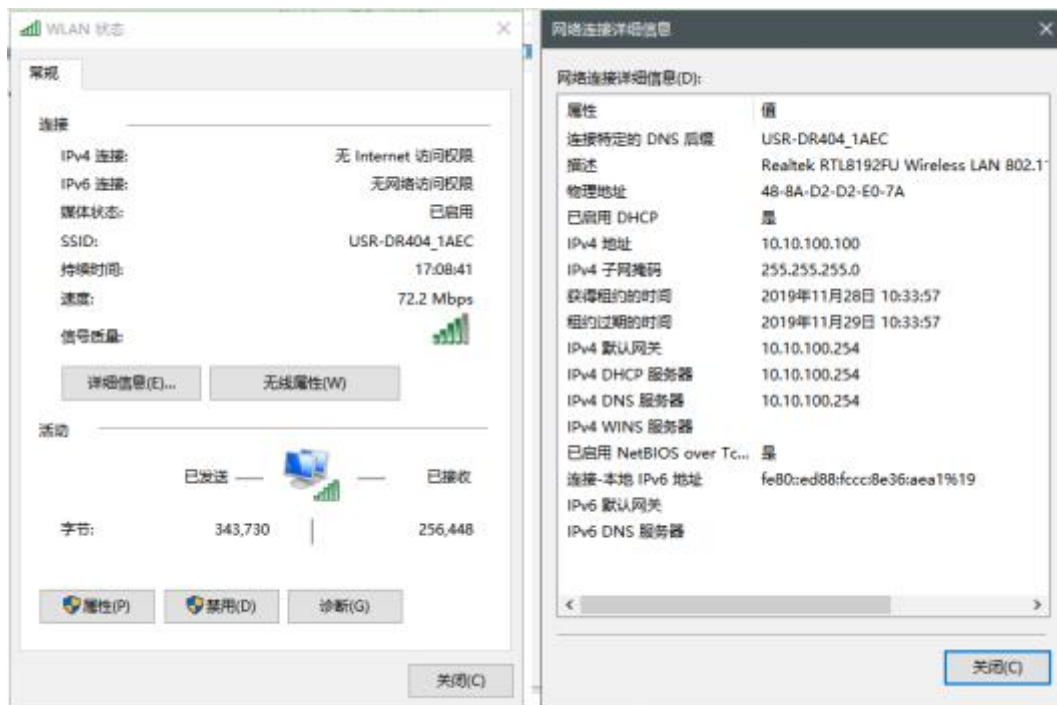 WLAN 状态
常规
连接
IPv4 连接: 无 Internet 访问权限
IPv6 连接: 无网络访问权限
媒体状态: 已启用
SSID: USR-DR404_1AEC
持续时间: 17:08:41
速度: 72.2 Mbps
信号质量:
详细信息(E)... 无线属性(W)
活动
已发送 — — 已接收
字节: 343,730 256,448
属性(P) 禁用(D) 诊断(G)
关闭(C)
网络连接详细信息
网络连接详细信息(D):
属性 值
连接特定的 DNS 后缀 USR-DR404_1AEC
描述 Realtek RTL8192FU Wireless LAN 802.1
物理地址 48-8A-D2-D2-E0-7A
已启用 DHCP 是
IPv4 地址 10.10.100.100
IPv4 子网掩码 255.255.255.0
获得租约的时间 2019年11月28日 10:33:57
租约过期的时间 2019年11月29日 10:33:57
IPv4 默认网关 10.10.100.254
IPv4 DHCP 服务器 10.10.100.254
IPv4 DNS 服务器 10.10.100.254
IPv4 WINS 服务器
已启用 NetBIOS over Tc... 是
连接-本地 IPv6 地址 fe80::ed88:fccc:8e36:aea1%19
IPv6 默认网关
IPv6 DNS 服务器
关闭(C)